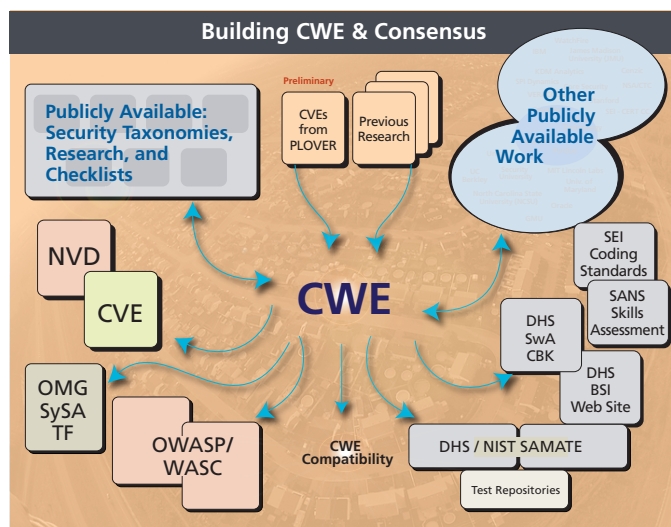 Building CWE & Consensus
Publicly Available:
Security Taxonomies,
Research, and
Checklists
Preliminary
CVEs
from
PLOVER
Previous
Research
Other
Publicly
Available
Work
NVD
CVE
CWE
SEI
Coding
Standards
SANS
Skills
Assessment
DHS
SwA
CBK
DHS
BSI
Web Site
OMG
SySA
TF
OWASP/
WASC
CWE
Compatibility
DHS / NIST SAMATE
Test Repositories